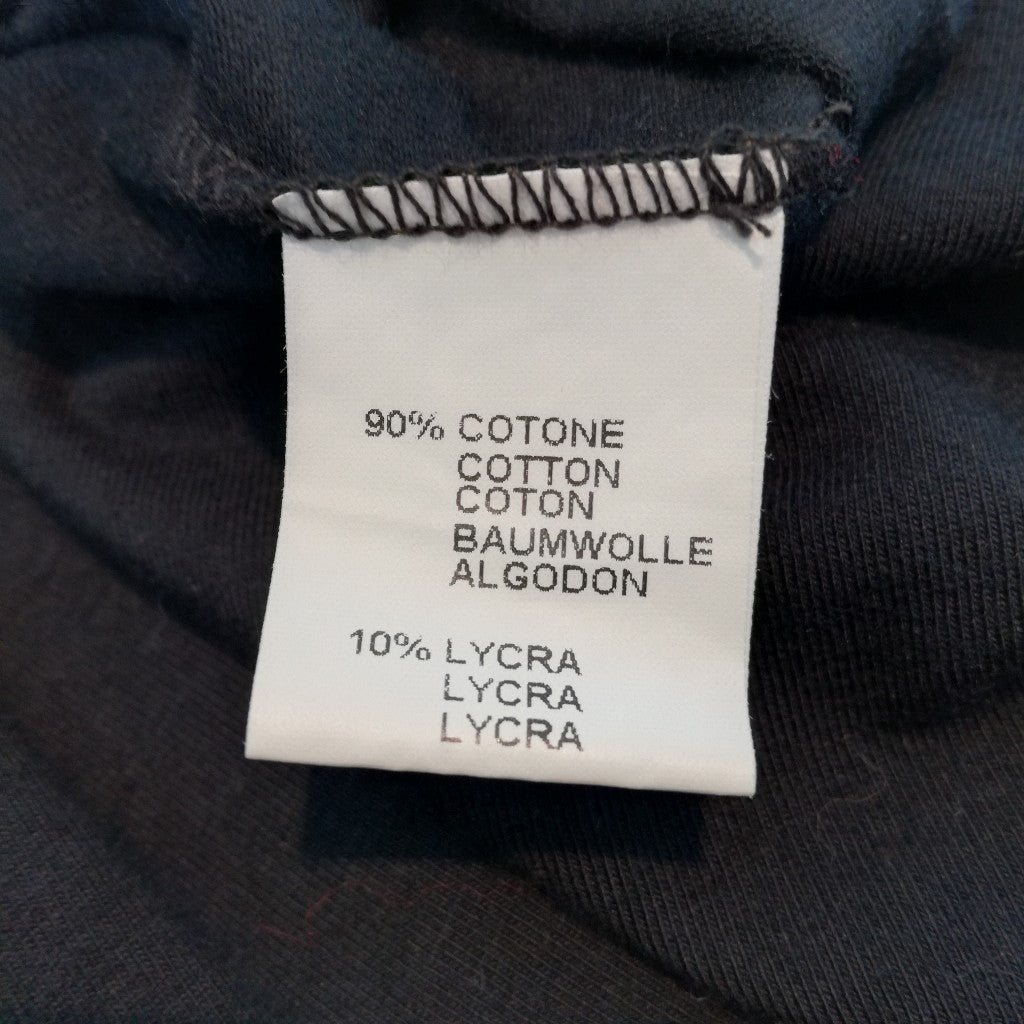 90% COTONE
COTTON
COTON
BAUMWOLLE
ALGODON
10% LYCRA
LYCRA
LYCRA